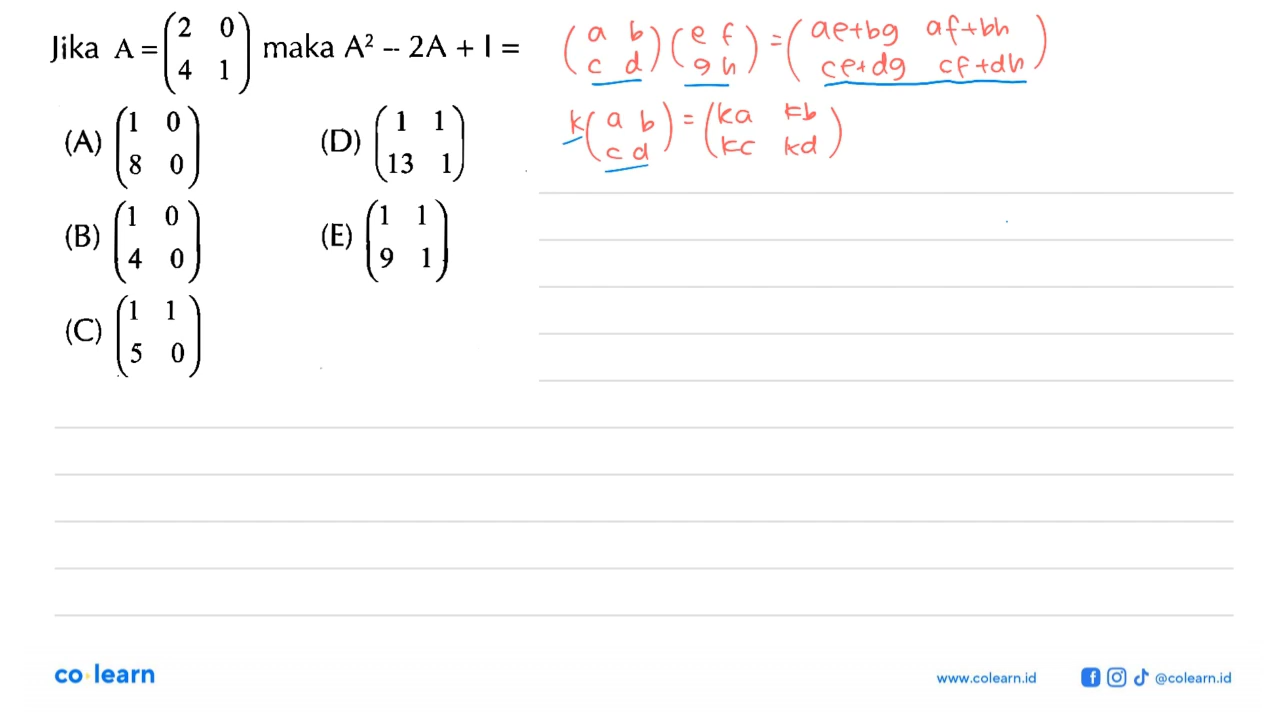 Jika A = (2 0 4 1) maka A² – 2A + I =
(a b c d) (e f g h) = (ae+bg af+bh ce+dg cf+dh)
k(a b c d) = (ka kb kc kd)
(A) (1 0 8 0)
(D) (1 1 13 1)
(B) (1 0 4 0)
(E) (1 1 9 1)
(C) (1 1 5 0)
co learn
www.colearn.id
@colearn.id